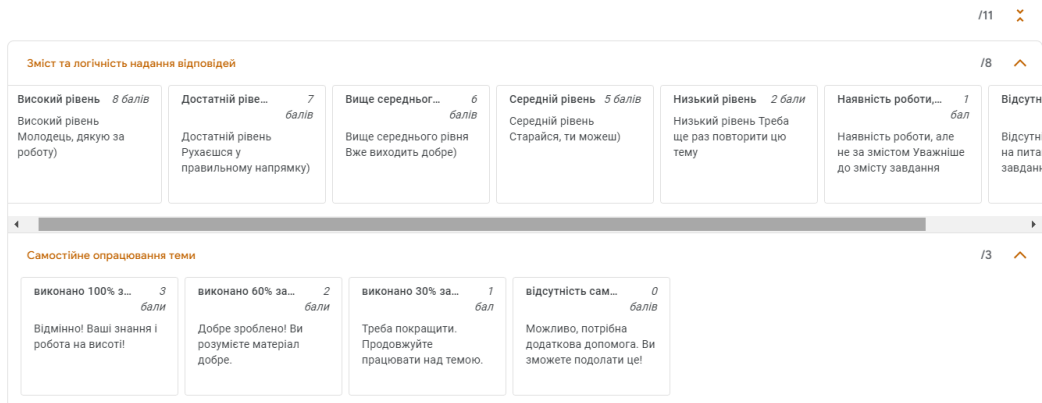 /11
Зміст та логічність надання відповідей /8
Високий рівень 8 балів
Високий рівень
Молодець, дякую за
роботу)
Достатній ріве... 7
балів
Достатній рівень
Рухаєшся у
правильному напрямку)
Вище середньог... 6
балів
Вище середнього рівня
Вже виходить добре)
Середній рівень 5 балів
Середній рівень
Старайся, ти можеш)
Низький рівень 2 бали
Низький рівень Треба
ще раз повторити цю
тему
Наявність роботи,... 1
бал
Наявність роботи, але
не за змістом Уважніше
до змісту завдання
Відсутн
Відсутн
на пита
завданн
Самостійне опрацювання теми /3
виконано 100% з... 3
бали
Відмінно! Ваші знання і
робота на висоті!
виконано 60% за... 2
бали
Добре зроблено! Ви
розумієте матеріал
добре.
виконано 30% за... 1
бал
Треба покращити.
Продовжуйте
працювати над темою.
відсутність сам... 0
балів
Можливо, потрібна
додаткова допомога. Ви
зможете подолати це!